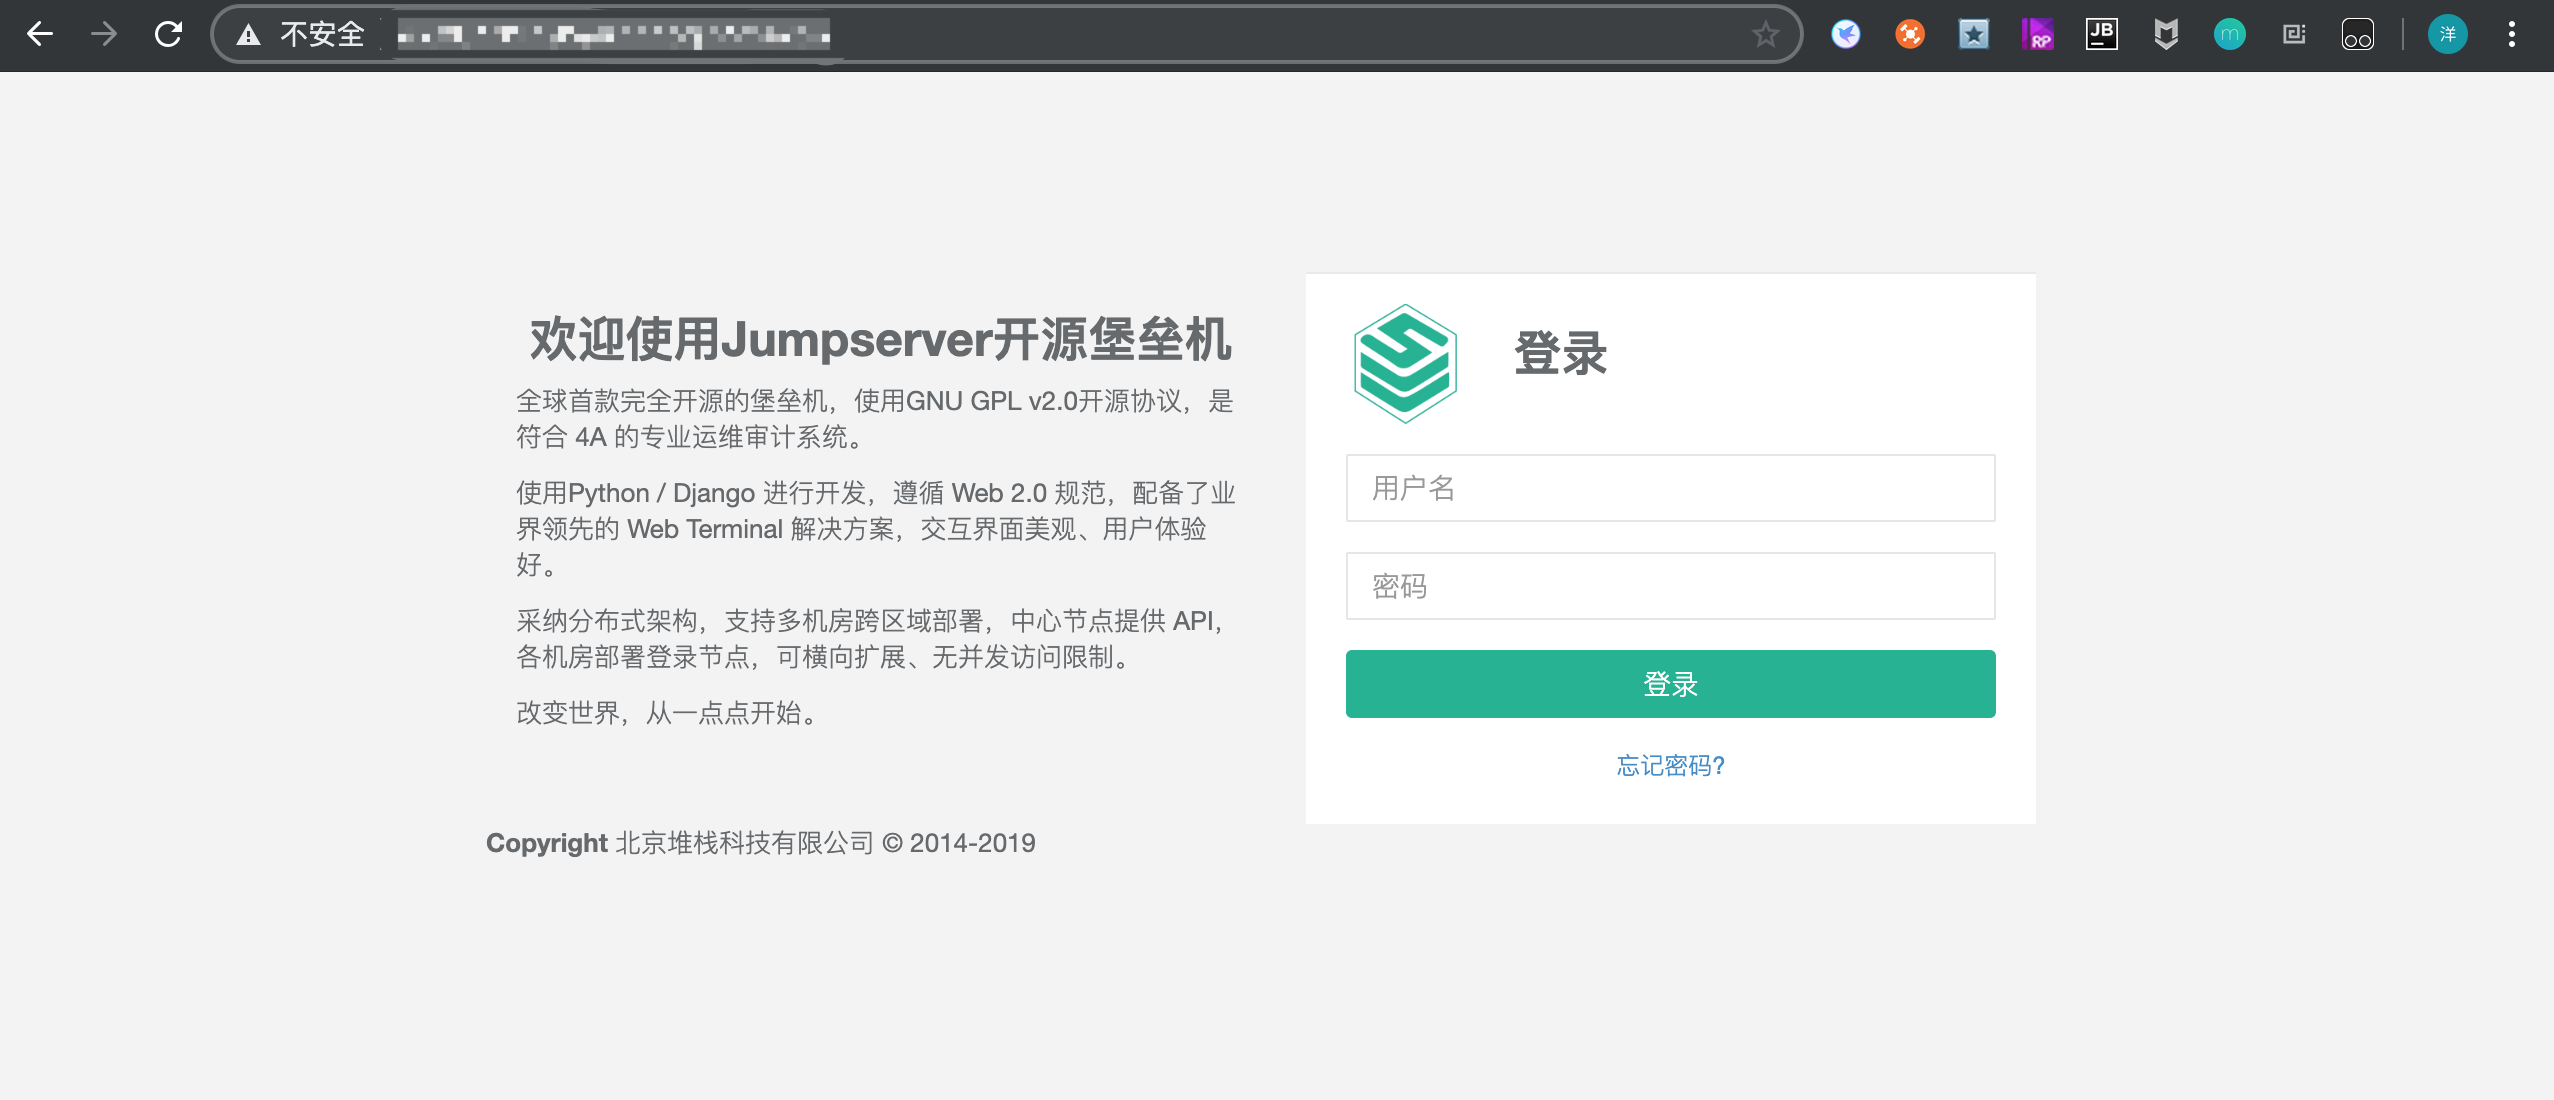 不安全
RP
JB
m
洋
欢迎使用Jumpserver开源堡垒机
全球首款完全开源的堡垒机，使用GNU GPL v2.0开源协议，是
符合 4A 的专业运维审计系统。
使用Python / Django 进行开发，遵循 Web 2.0 规范，配备了业
界领先的 Web Terminal 解决方案，交互界面美观、用户体验
好。
采纳分布式架构，支持多机房跨区域部署，中心节点提供 API，
各机房部署登录节点，可横向扩展、无并发访问限制。
改变世界，从一点点开始。
Copyright 北京堆栈科技有限公司 © 2014-2019
登录
用户名
密码
登录
忘记密码?